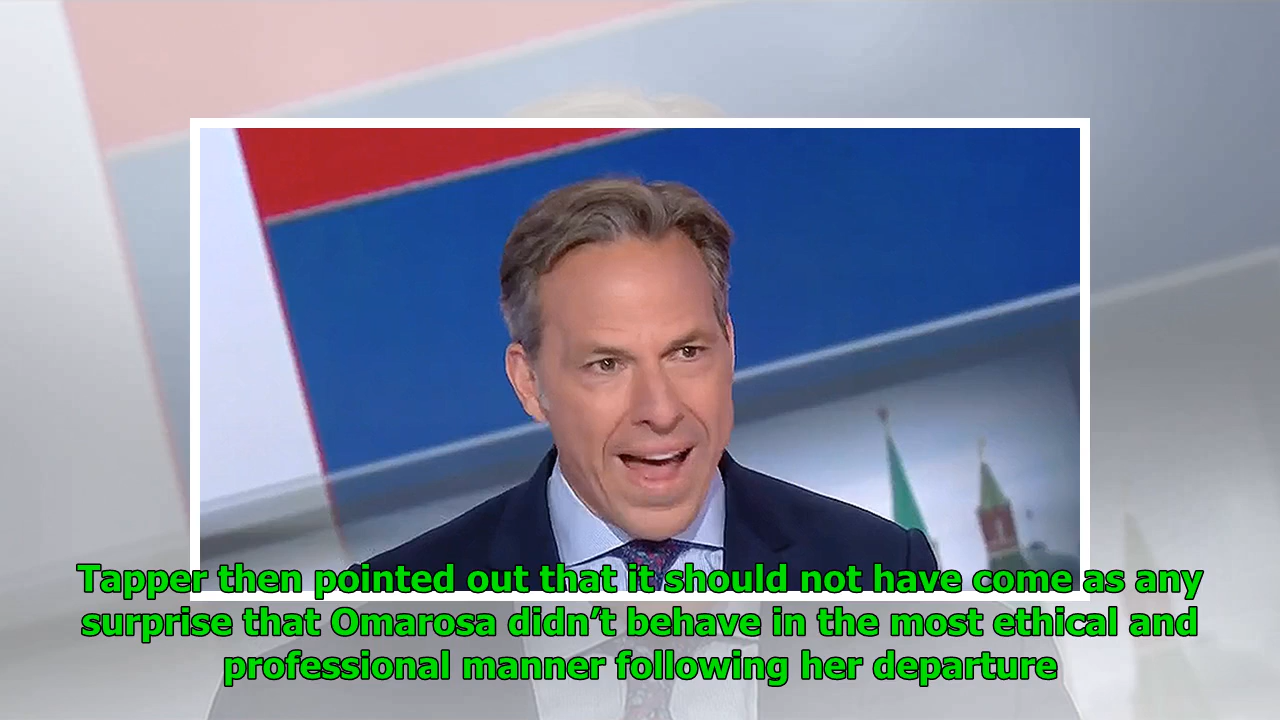 Tapper then pointed out that it should not have come as any
surprise that Omarosa didn’t behave in the most ethical and
professional manner following her departure